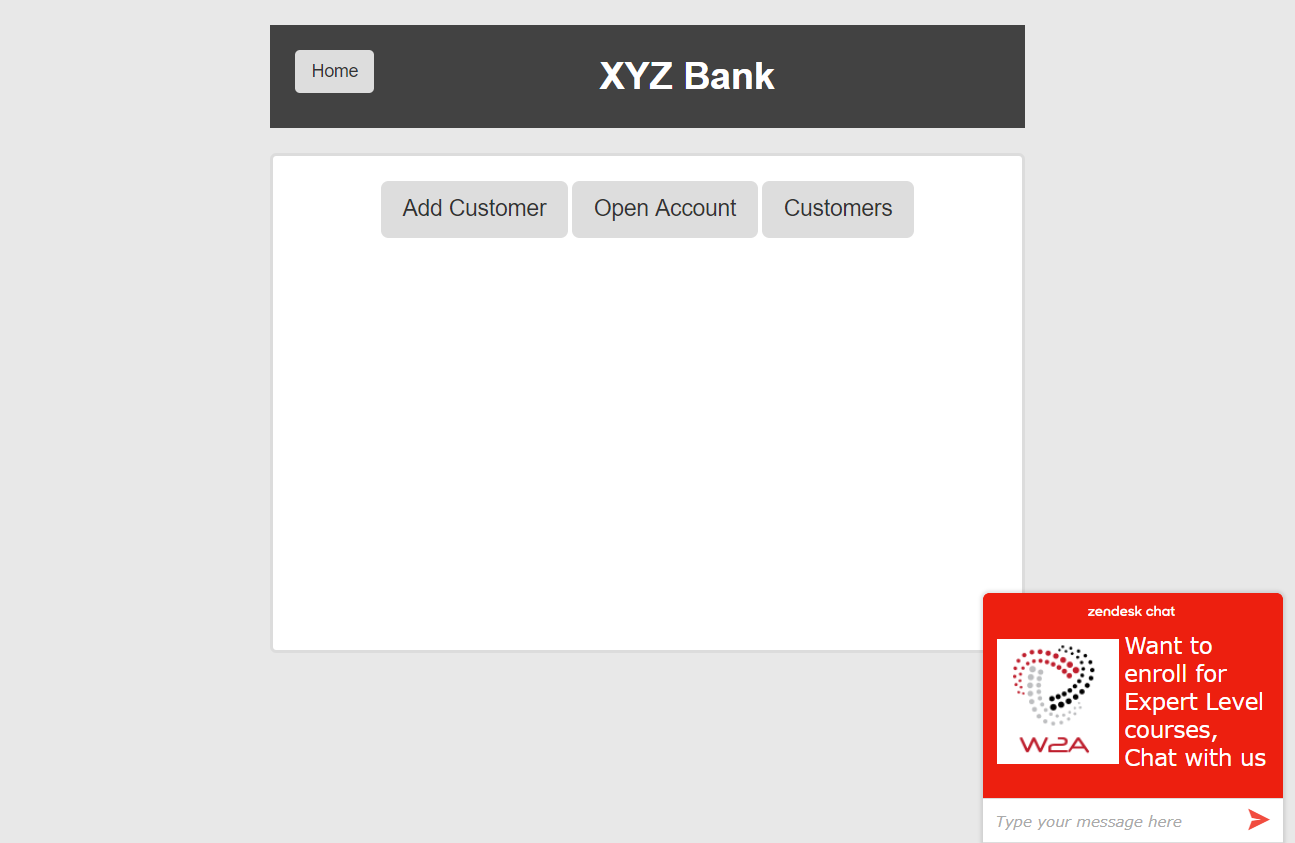 Home
XYZ Bank
Add Customer
Open Account
Customers
zendesk chat
Want to
enroll for
Expert Level
courses,
Chat with us
W2A
Type your message here